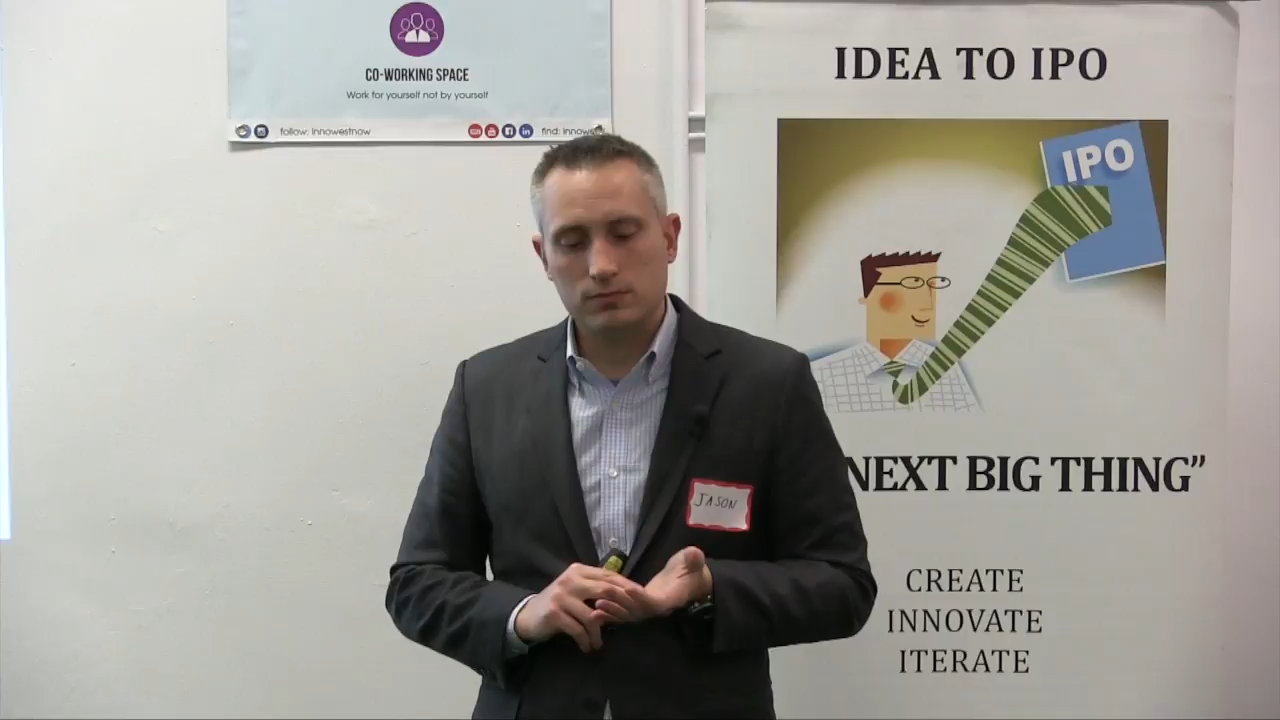 CO-WORKING SPACE
Work for yourself not by yourself
follow: innowestnow
find:
IDEA TO IPO
IPO
NEXT BIG THING”
CREATE
INNOVATE
ITERATE
JASON